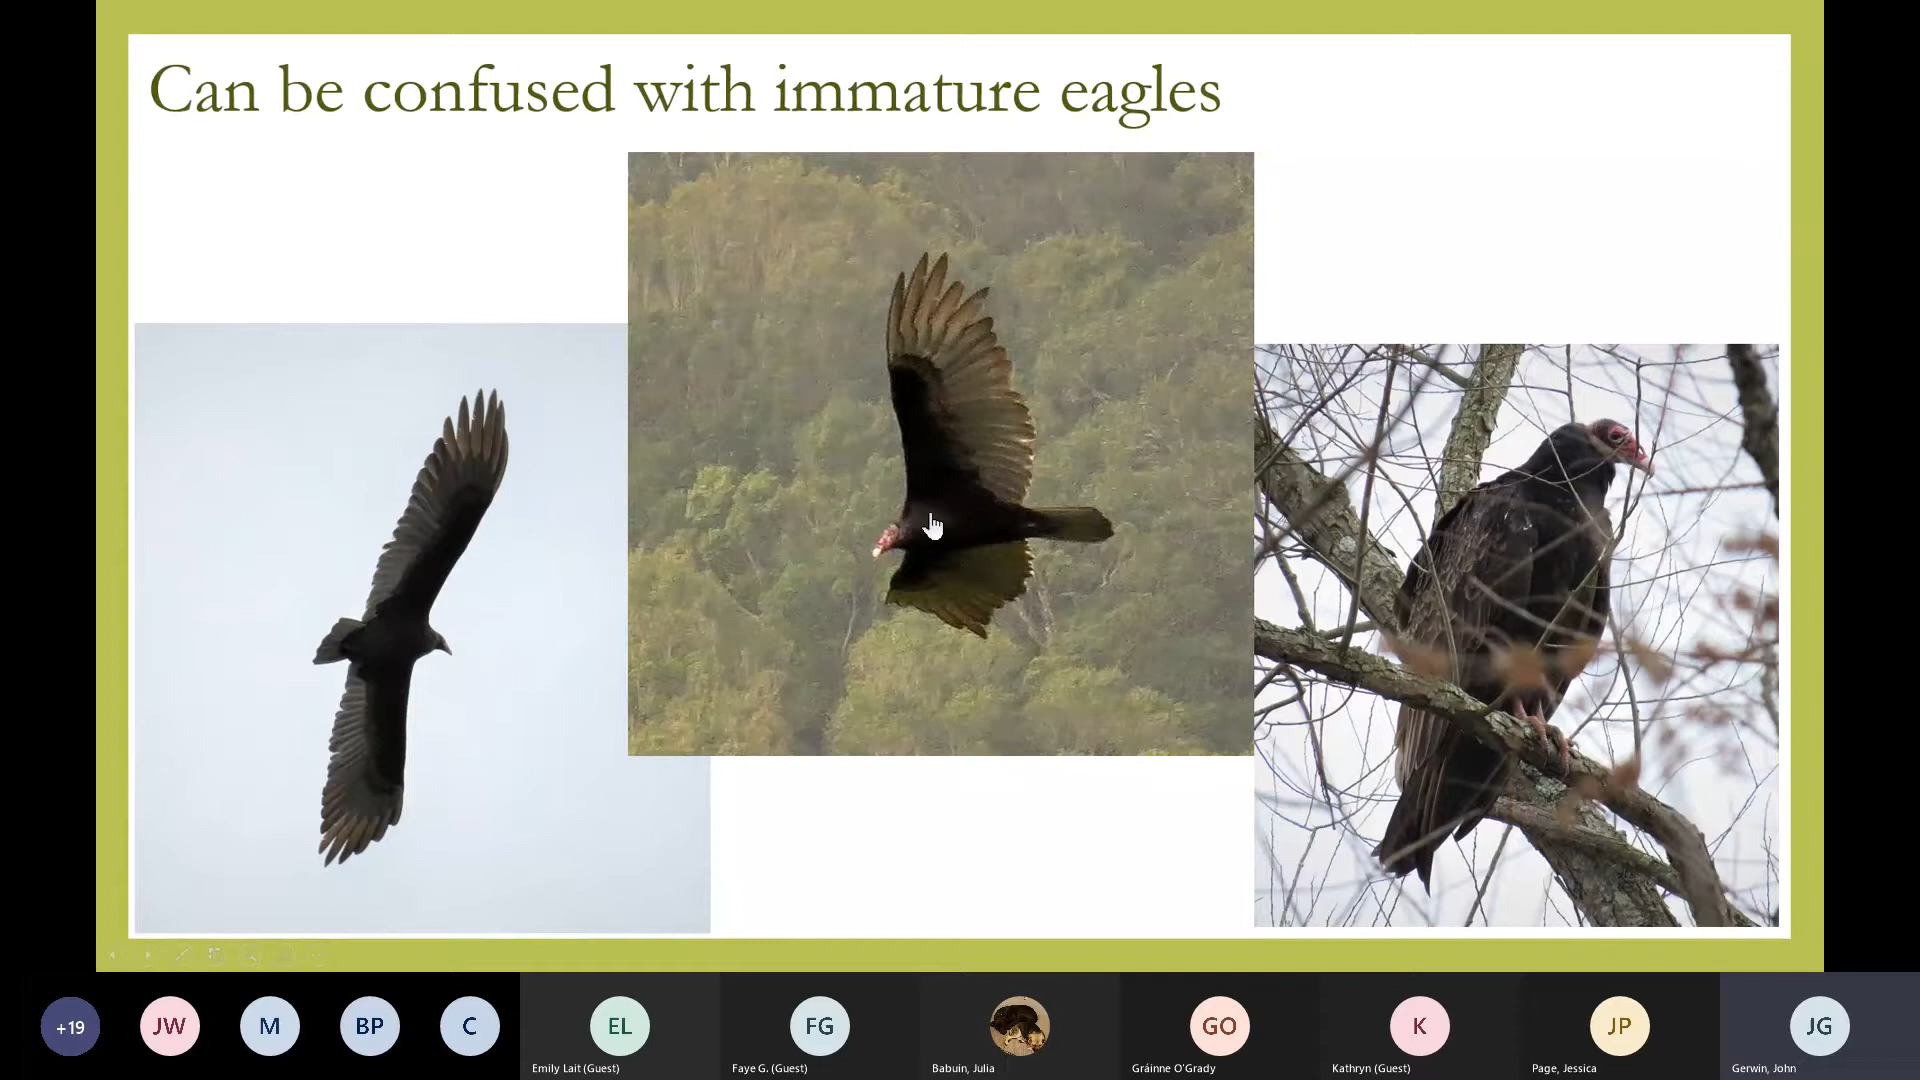 Can be confused with immature eagles
+19
JW
M
BP
C
EL
FG
GO
K
JP
JG
Emily Lait (Guest)
Faye G. (Guest)
Babuin, Julia
Gráinne O'Grady
Kathryn (Guest)
Page, Jessica
Gerwin, John